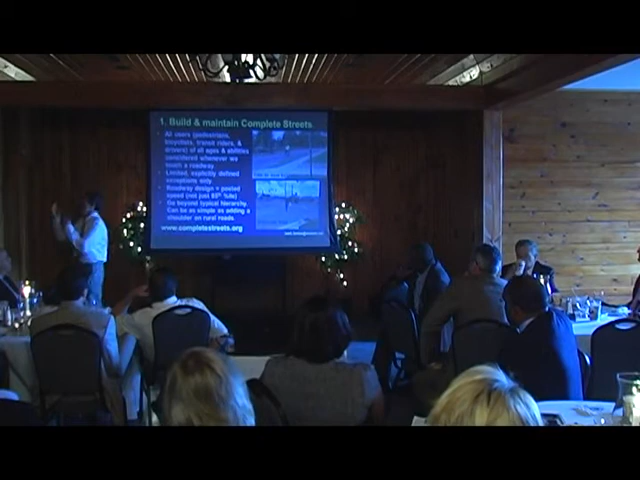 1. Build & maintain Complete Streets
• All users (pedestrians,
bicyclists, transit riders, &
drivers) of all ages & abilities
considered whenever we
touch a roadway.
• Limited, explicitly defined
exceptions only.
• Roadway design = posted
speed (not just 85th %ile)
• Go beyond typical hierarchy.
Can be as simple as adding a
shoulder on rural roads.
www.completestreets.org